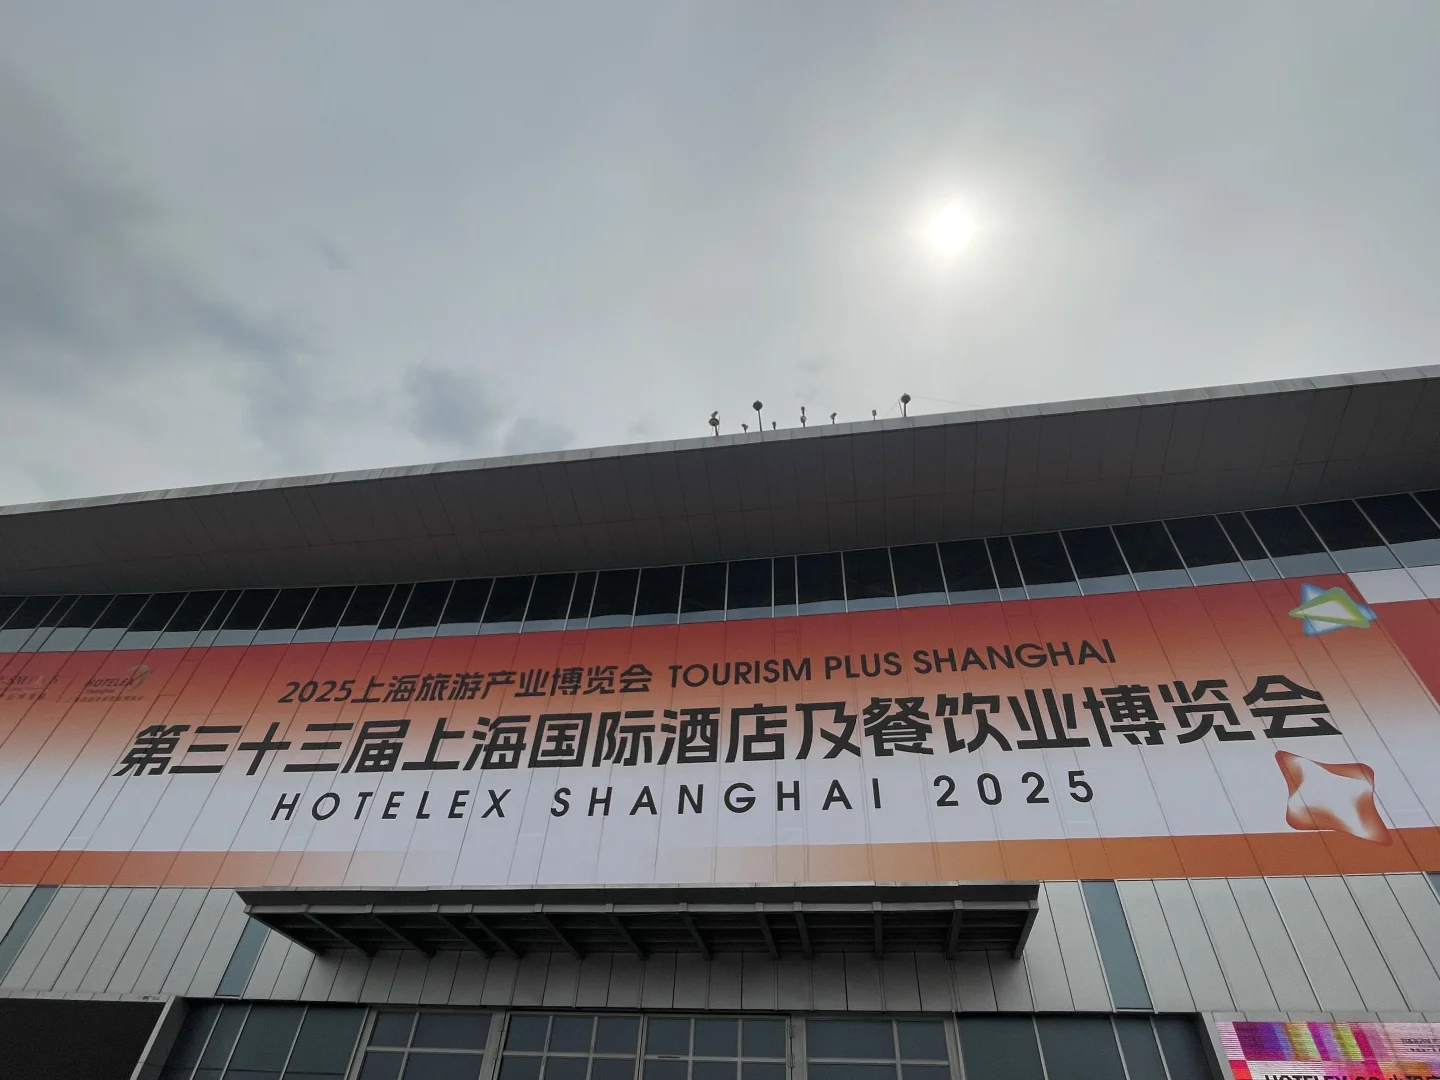 HOTELEX
2025上海旅游产业博览会 TOURISM PLUS SHANGHAI
第三十三届上海国际酒店及餐饮业博览会
HOTELEX SHANGHAI 2025